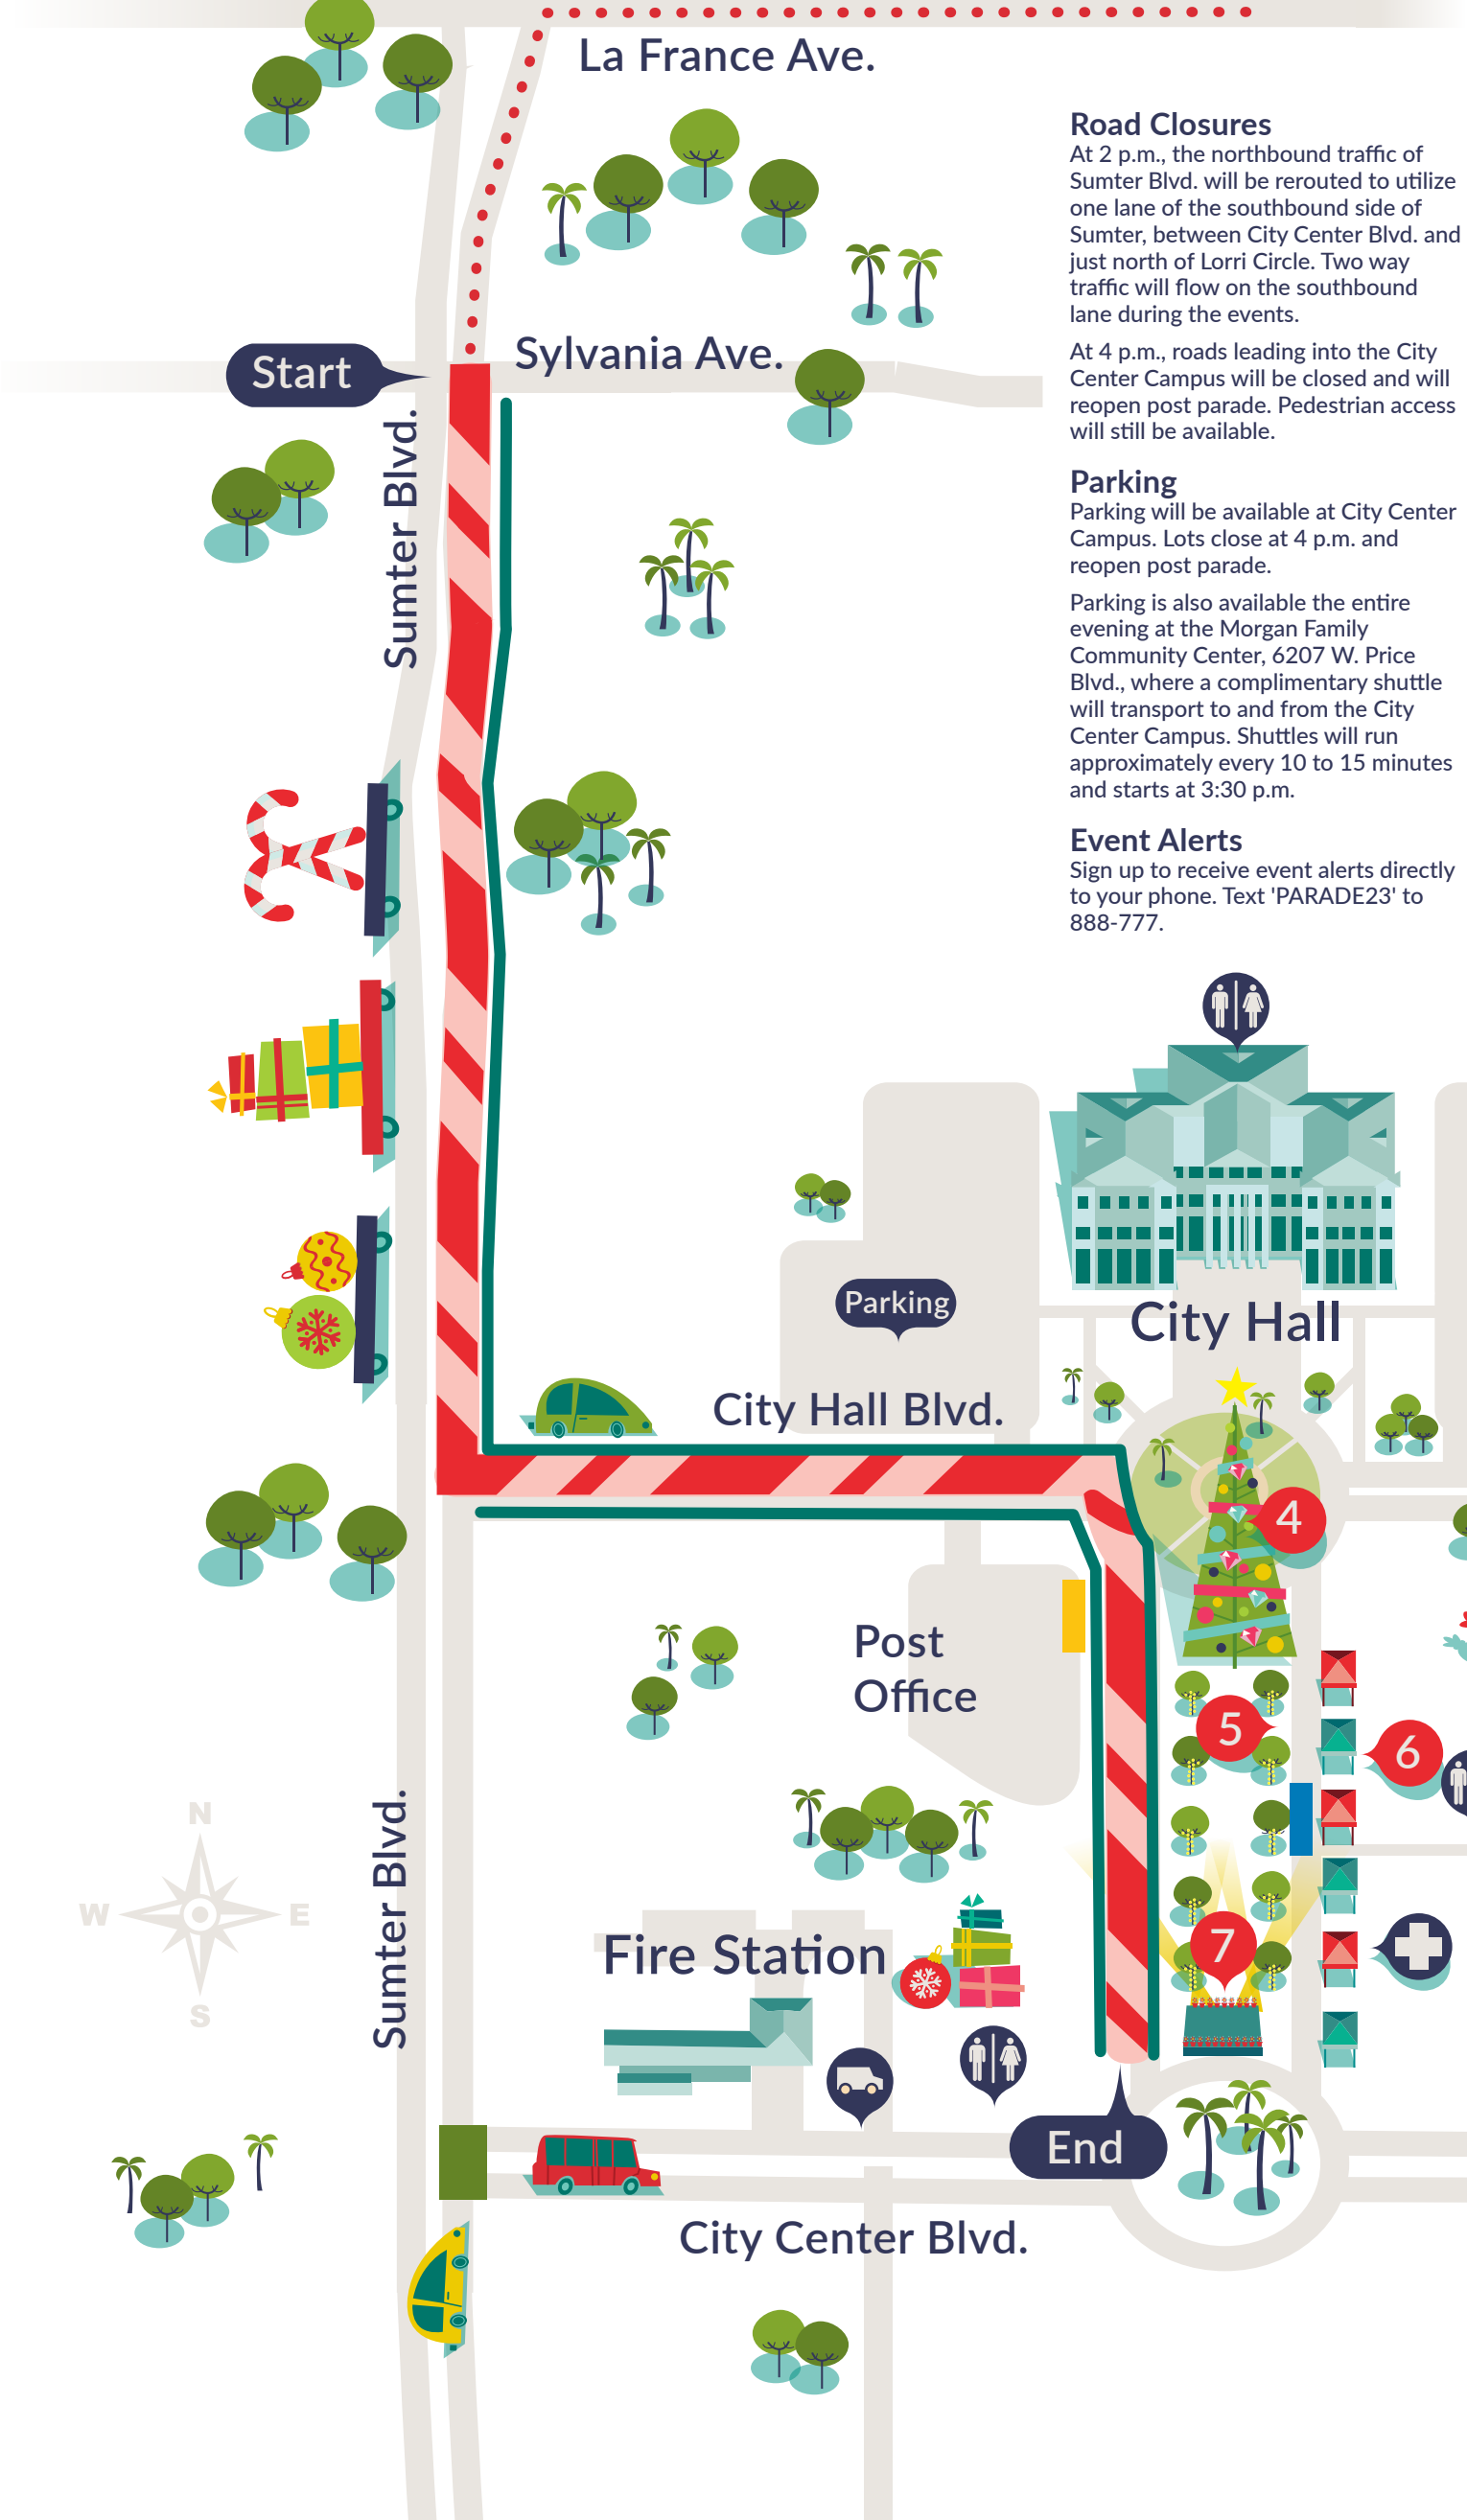 La France Ave.
Road Closures
At 2 p.m., the northbound traffic of
Sumter Blvd. will be rerouted to utilize
one lane of the southbound side of
Sumter, between City Center Blvd. and
just north of Lorri Circle. Two way
traffic will flow on the southbound
lane during the events.
At 4 p.m., roads leading into the City
Center Campus will be closed and will
reopen post parade. Pedestrian access
will still be available.
Parking
Parking will be available at City Center
Campus. Lots close at 4 p.m. and
reopen post parade.
Parking is also available the entire
evening at the Morgan Family
Community Center, 6207 W. Price
Blvd., where a complimentary shuttle
will transport to and from the City
Center Campus. Shuttles will run
approximately every 10 to 15 minutes
and starts at 3:30 p.m.
Event Alerts
Sign up to receive event alerts directly
to your phone. Text 'PARADE23' to
888-777.
Sylvania Ave.
Start
Sumter Blvd.
Parking
City Hall
City Hall Blvd.
4
Post
Office
5
6
Sumter Blvd.
N
W
E
S
Fire Station
7
End
City Center Blvd.